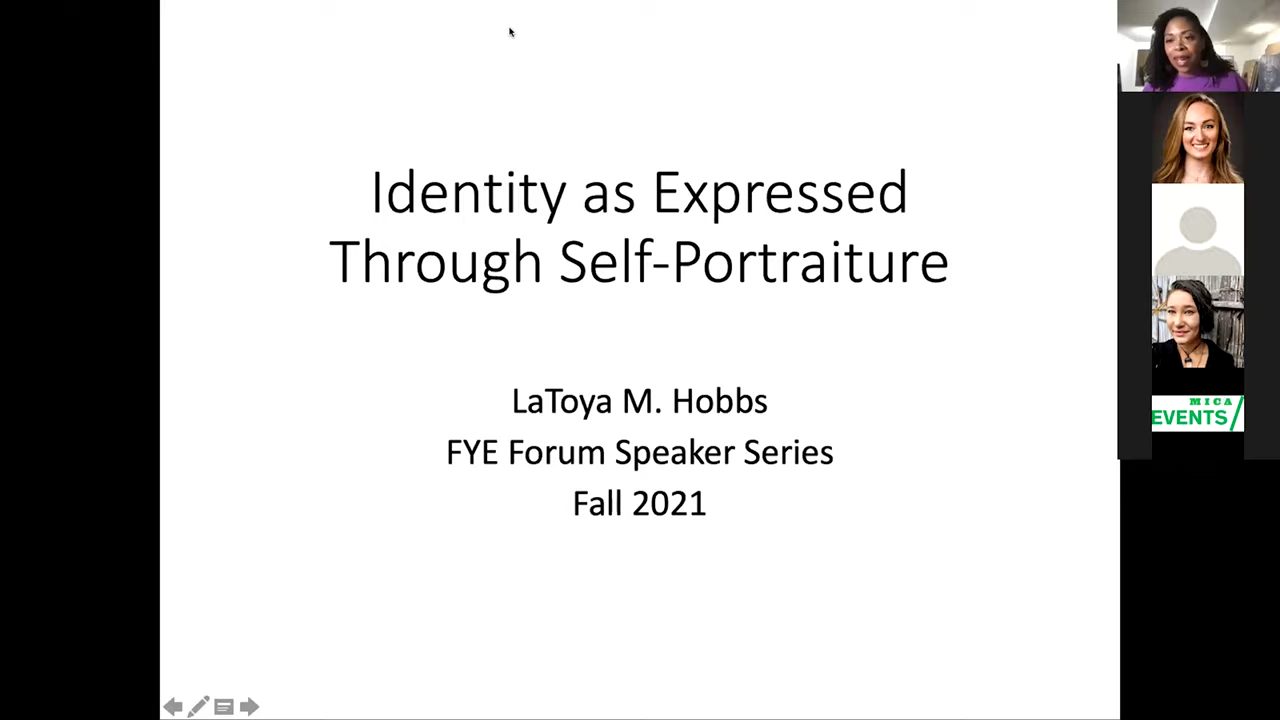 Identity as Expressed
Through Self-Portraiture
LaToya M. Hobbs
FYE Forum Speaker Series
Fall 2021
MICA
EVENTS/